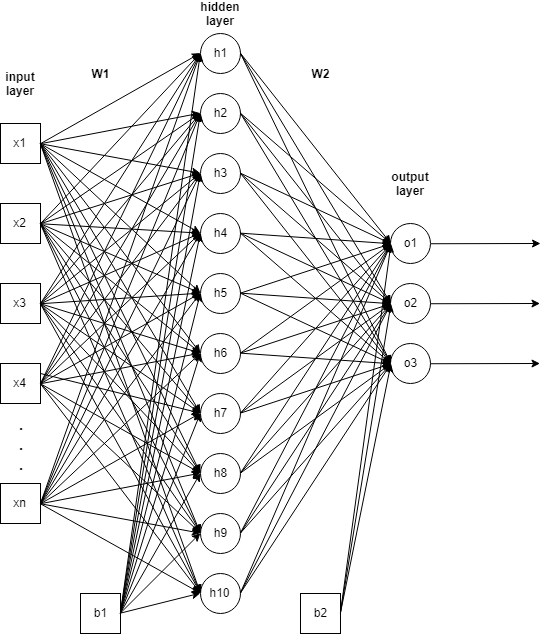 hidden
layer
W1
W2
input
layer
output
layer
x1
x2
x3
x4
.
.
.
xn
b1
h1
h2
h3
h4
h5
h6
h7
h8
h9
h10
b2
o1
o2
o3